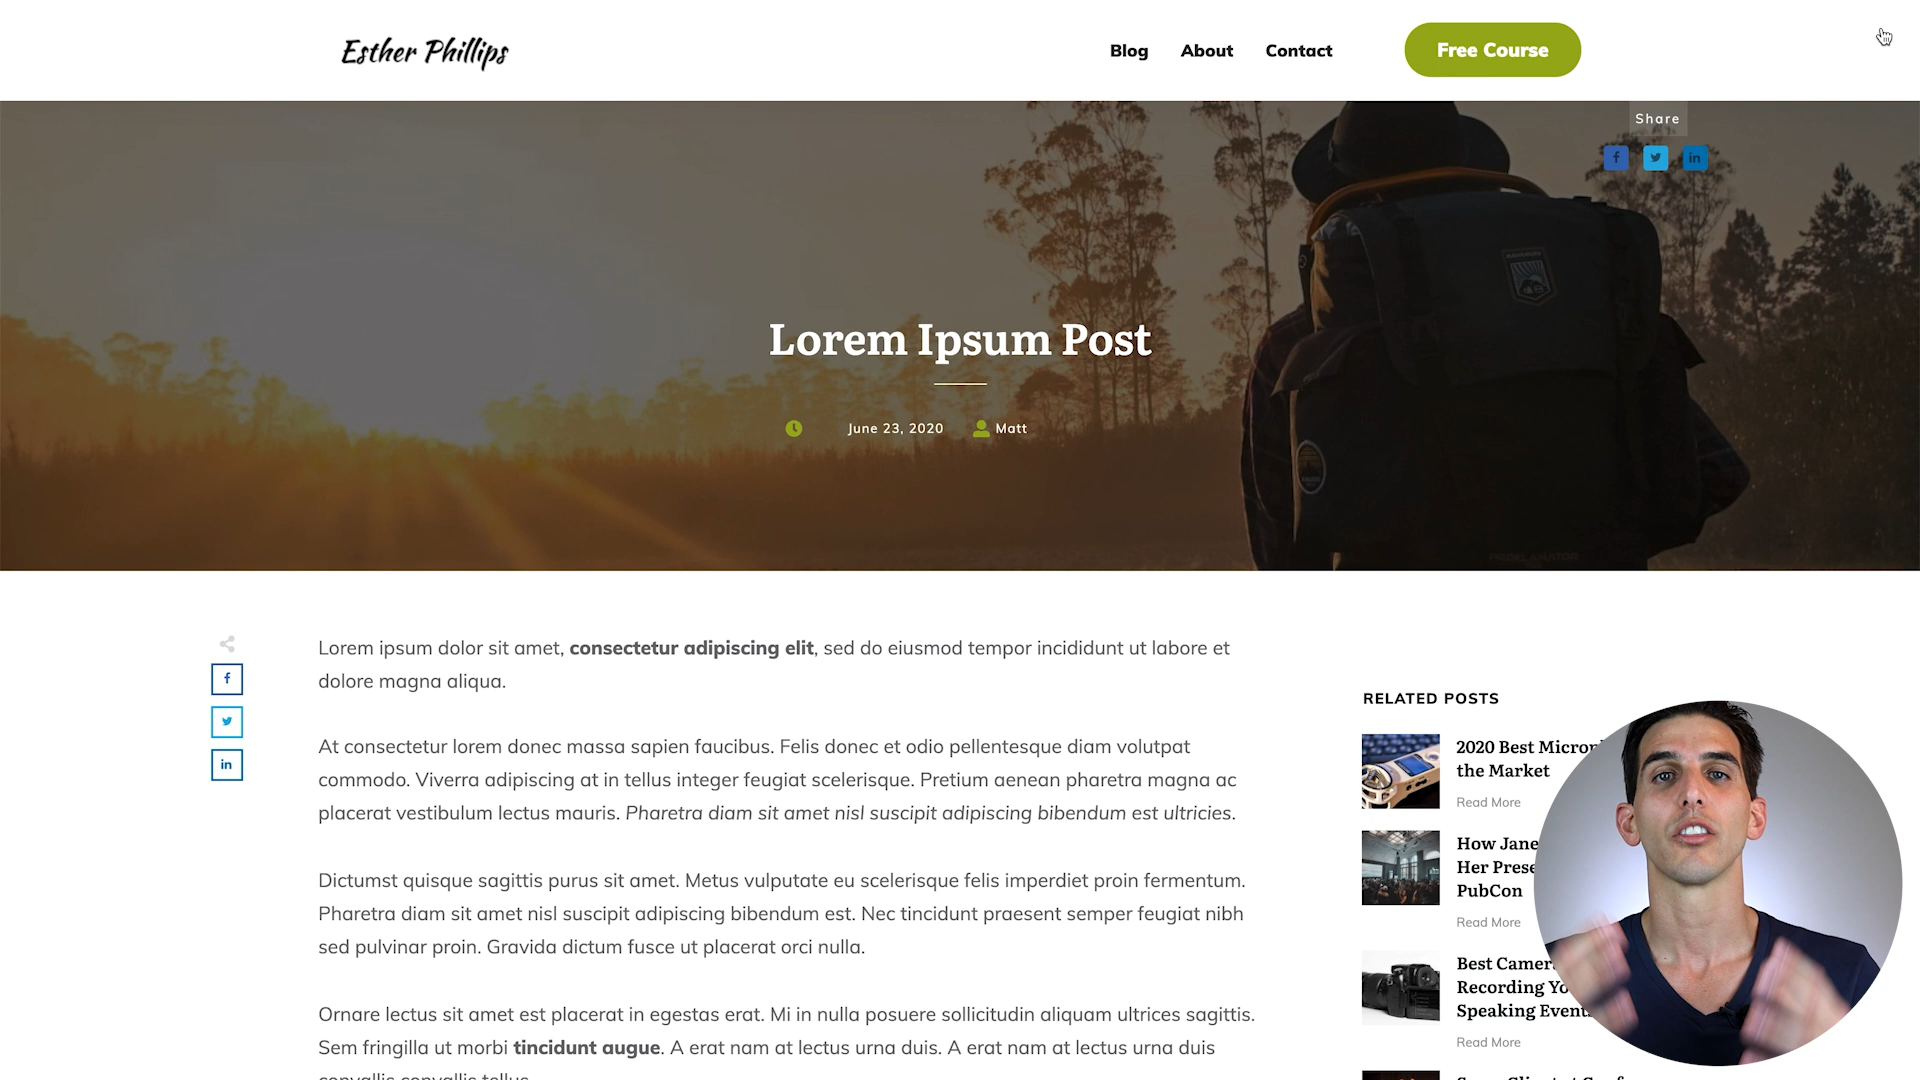 Esther Phillips
Blog
About
Contact
Free Course
Share
Lorem Ipsum Post
June 23, 2020
Matt
Lorem ipsum dolor sit amet, consectetur adipiscing elit, sed do eiusmod tempor incididunt ut labore et
dolore magna aliqua.
At consectetur lorem donec massa sapien faucibus. Felis donec et odio pellentesque diam volutpat
commodo. Viverra adipiscing at in tellus integer feugiat scelerisque. Pretium aenean pharetra magna ac
placerat vestibulum lectus mauris. Pharetra diam sit amet nisl suscipit adipiscing bibendum est ultricies.
Dictumst quisque sagittis purus sit amet. Metus vulputate eu scelerisque felis imperdiet proin fermentum.
Pharetra diam sit amet nisl suscipit adipiscing bibendum est. Nec tincidunt praesent semper feugiat nibh
sed pulvinar proin. Gravida dictum fusce ut placerat orci nulla.
Ornare lectus sit amet est placerat in egestas erat. Mi in nulla posuere sollicitudin aliquam ultrices sagittis.
Sem fringilla ut morbi tincidunt augue. A erat nam at lectus urna duis. A erat nam at lectus urna duis
RELATED POSTS
2020 Best
the Market
Read More
How Jane
Her
PubCon
Read More
Best
Recording
Speaking
Read More